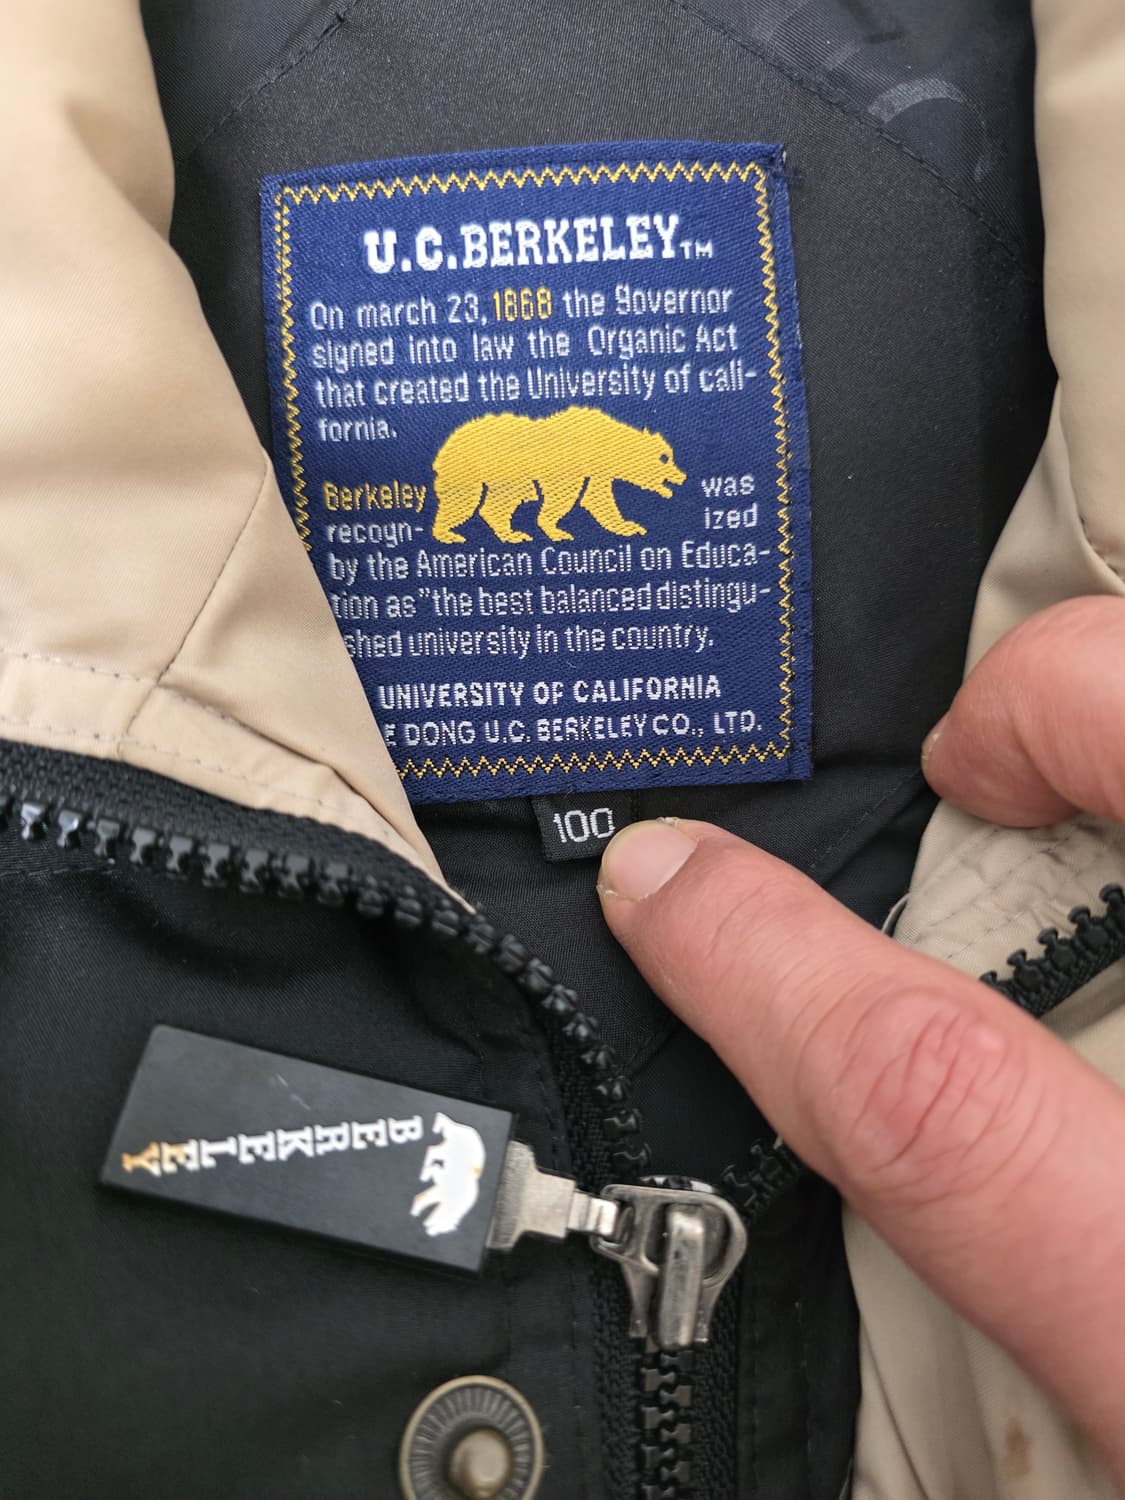 U.C.BERKELEY™
On march 23, 1868 the governor
signed into law the Organic Act
that created the University of cali-
fornia.
Berkeley was
recogn- ized
by the American Council on Educa-
tion as "the best balanced distingu-
shed university in the country.
UNIVERSITY OF CALIFORNIA
E DONG U.C. BERKELEY CO., LTD.
100
BERKELEY